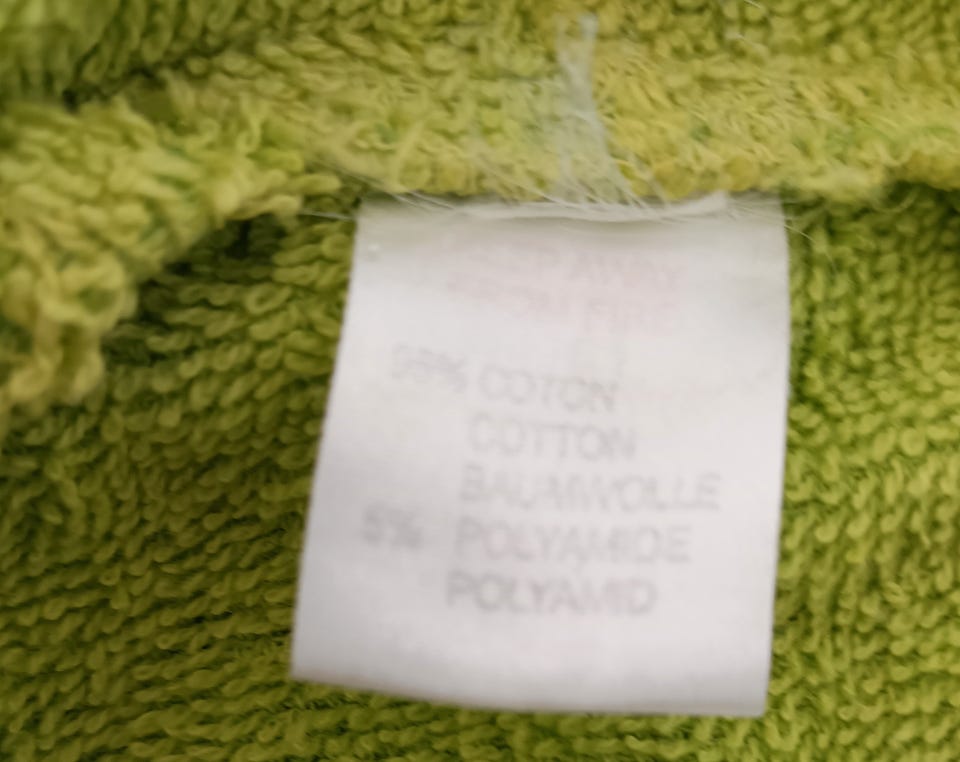 KEEP AWAY
FROM FIRE
95% COTON
COTTON
BAUMWOLLE
5% POLYAMIDE
POLYAMID